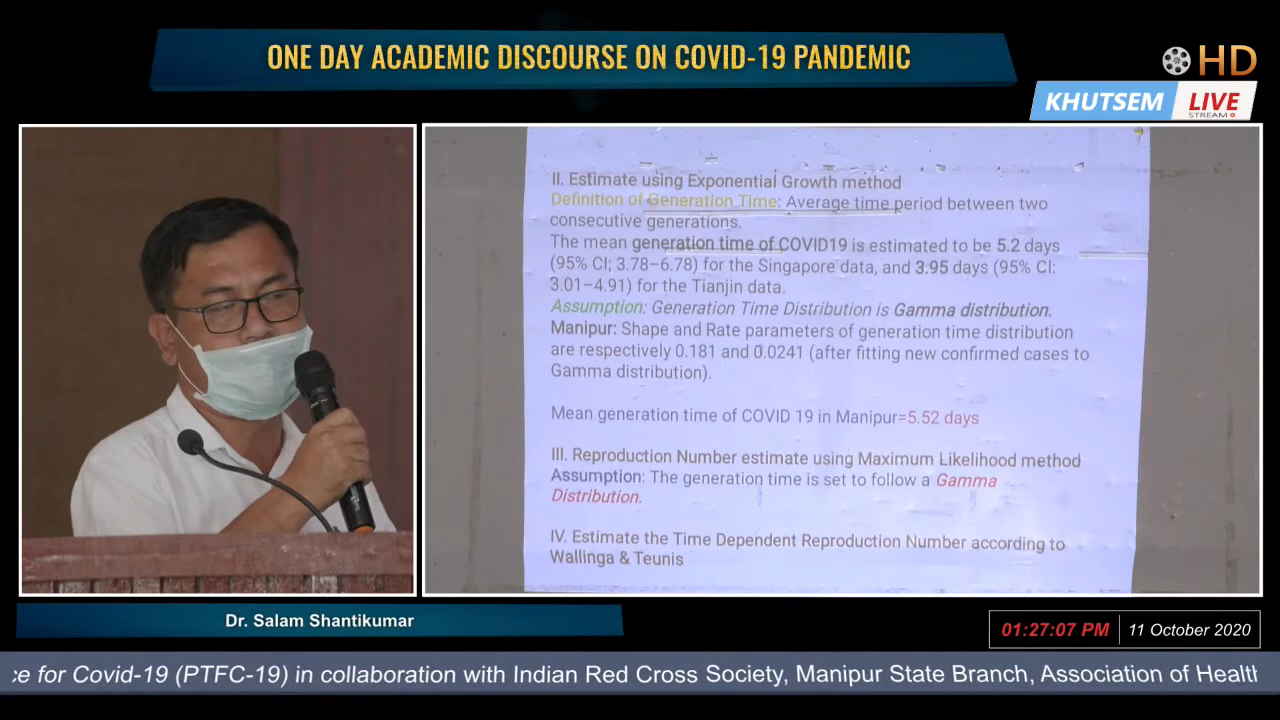 ONE DAY ACADEMIC DISCOURSE ON COVID-19 PANDEMIC
HD
KHUTSEM LIVE
STREAM
II. Estimate using Exponential Growth method
Definition of Generation Time: Average time period between two
consecutive generations.
The mean generation time of COVID19 is estimated to be 5.2 days
(95% CI; 3.78–6.78) for the Singapore data, and 3.95 days (95% CI:
3.01–4.91) for the Tianjin data.
Assumption: Generation Time Distribution is Gamma distribution.
Manipur: Shape and Rate parameters of generation time distribution
are respectively 0.181 and 0.0241 (after fitting new confirmed cases to
Gamma distribution).
Mean generation time of COVID 19 in Manipur=5.52 days
III. Reproduction Number estimate using Maximum Likelihood method
Assumption: The generation time is set to follow a Gamma
Distribution.
IV. Estimate the Time Dependent Reproduction Number according to
Wallinga & Teunis
Dr. Salam Shantikumar
01:27:07 PM 11 October 2020
for Covid-19 (PTFC-19) in collaboration with Indian Red Cross Society, Manipur State Branch, Association of Health